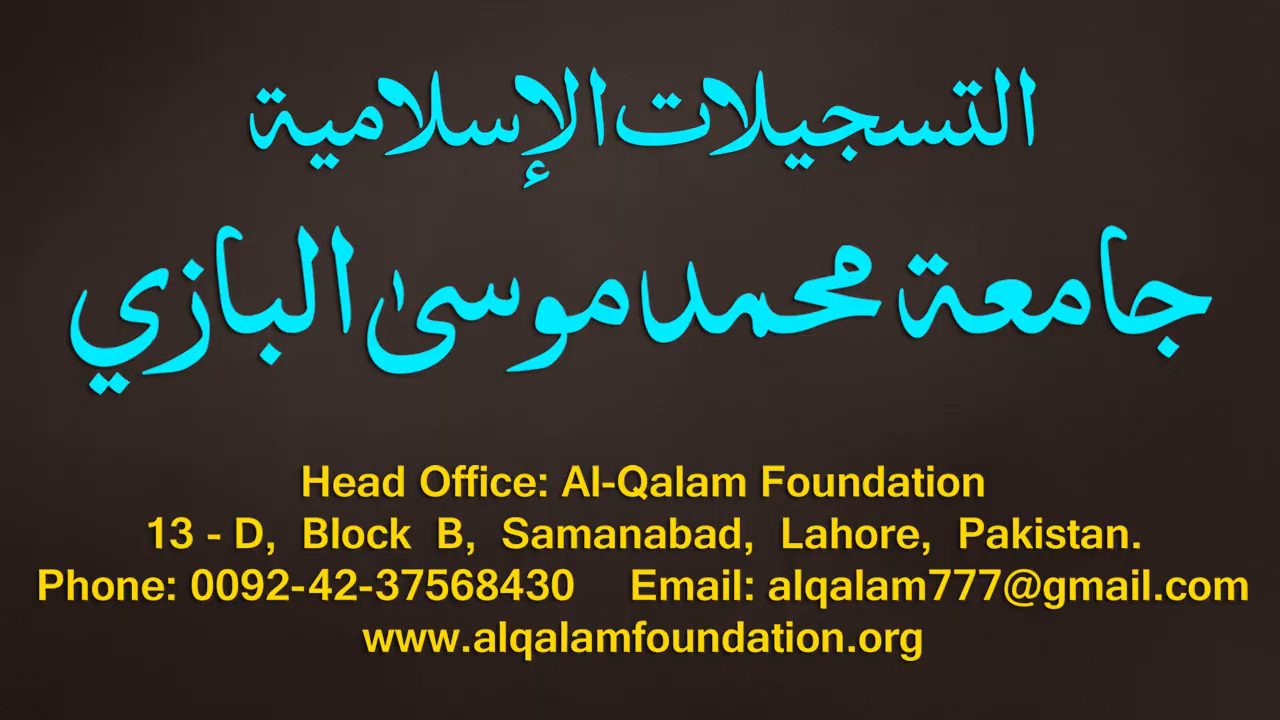 التسجيلات الإسلامية
جامعة محمد موسىٰ البازي
Head Office: Al-Qalam Foundation
13 - D, Block B, Samanabad, Lahore, Pakistan.
Phone: 0092-42-37568430 Email: alqalam777@gmail.com
www.alqalamfoundation.org